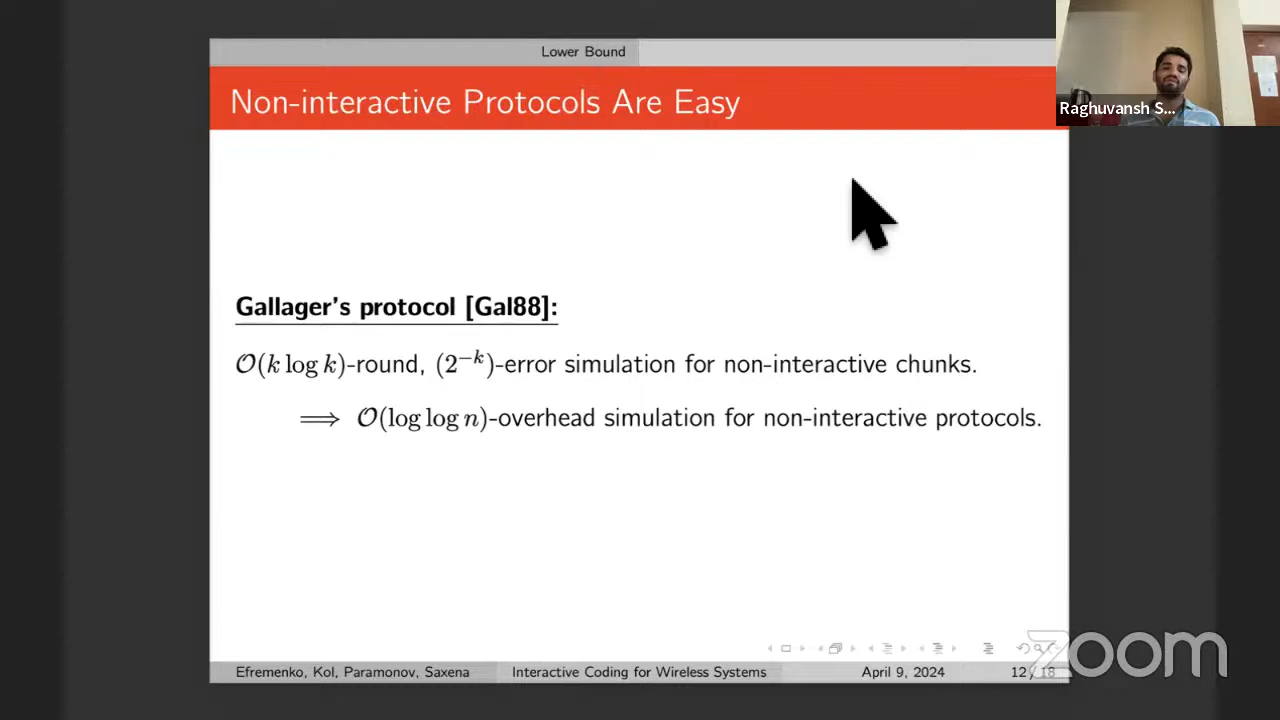 Lower Bound
Non-interactive Protocols Are Easy
Raghuvansh S...
Gallager's protocol [Gal88]:
𝒪(k log k)-round, (2^{-k})-error simulation for non-interactive chunks.
⟹ 𝒪(log log n)-overhead simulation for non-interactive protocols.
Efremenko, Kol, Paramonov, Saxena Interactive Coding for Wireless Systems April 9, 2024 12 / 18
zoom